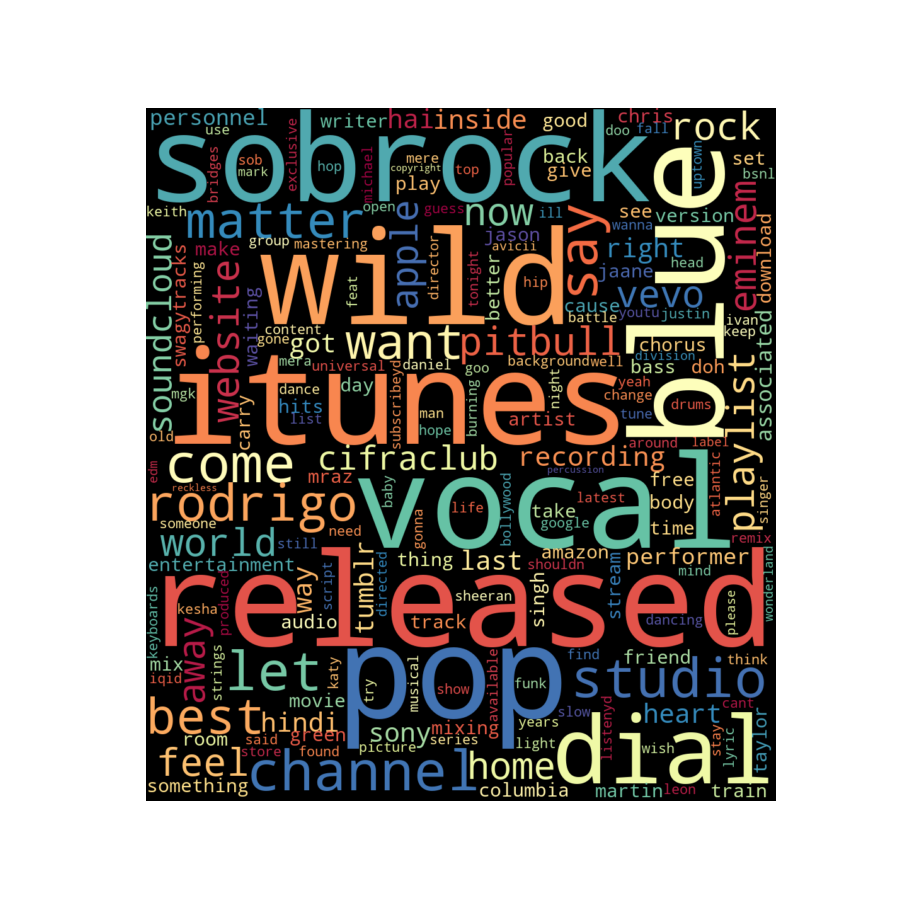 personnel
use
writer
hai
inside
good
chris
doo
fall
rock
sobrock
bridges
sob
mark
exclusive
hop
michael
mere
copyright
play
top
popular
back
give
blue
uptown
set
bsnl
keith
matter
open
apple
guess
now
ill
say
see
wanna
version
eminem
download
soundcloud
swagytracks
make
performing
group
mastering
wild
feat
director
tonight
jason
avicii
better
hip
right
jaane
head
website
waiting
content
gone
got
want
pitbull
cause
battle
vevo
youtu
justin
ivan
keep
associated
mera
universal
daniel
goo
background
well
division
chorus
bass
doh
playlist
mgk
itunes
dance
day
hits
list
subscribeyd
man
hope
burning
artist
night
yeah
change
tune
drums
old
carry
around
label
edm
come
cifraclub
recording
percussion
atlantic
singer
reckless
mraz
baby
vocal
life
bollywood
latest
free
body
rodrigo
someone
need
gonna
take
google
time
remix
world
still
entertainment
thing
last
amazon
shouldn
performer
mind
wonderland
keyboards
released
kesha
produced
way
script
tumblr
directed
audio
sheeran
track
singh
stream
dancing
please
away
mix
iqid
strings
let
katy
try
pop
musical
show
available
funk
find
friend
think
studio
movie
best
hindi
green
sony
mixing
years
slow
listenyd
heart
cant
stay
lyric
taylor
room
said
store
found
picture
series
light
wish
dial
feel
channel
home
something
columbia
martin
leon
train